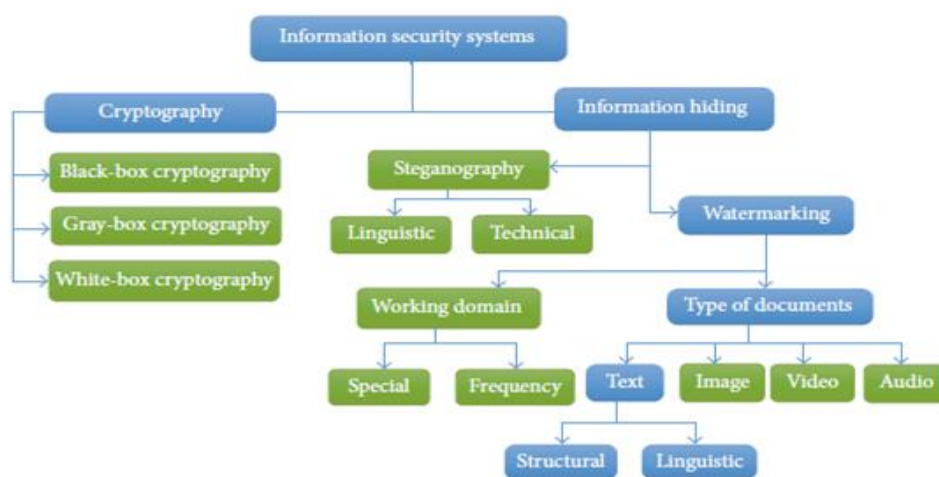 Information security systems
Cryptography
Information hiding
Black-box cryptography
Gray-box cryptography
White-box cryptography
Steganography
Linguistic
Technical
Watermarking
Working domain
Type of documents
Special
Frequency
Text
Image
Video
Audio
Structural
Linguistic